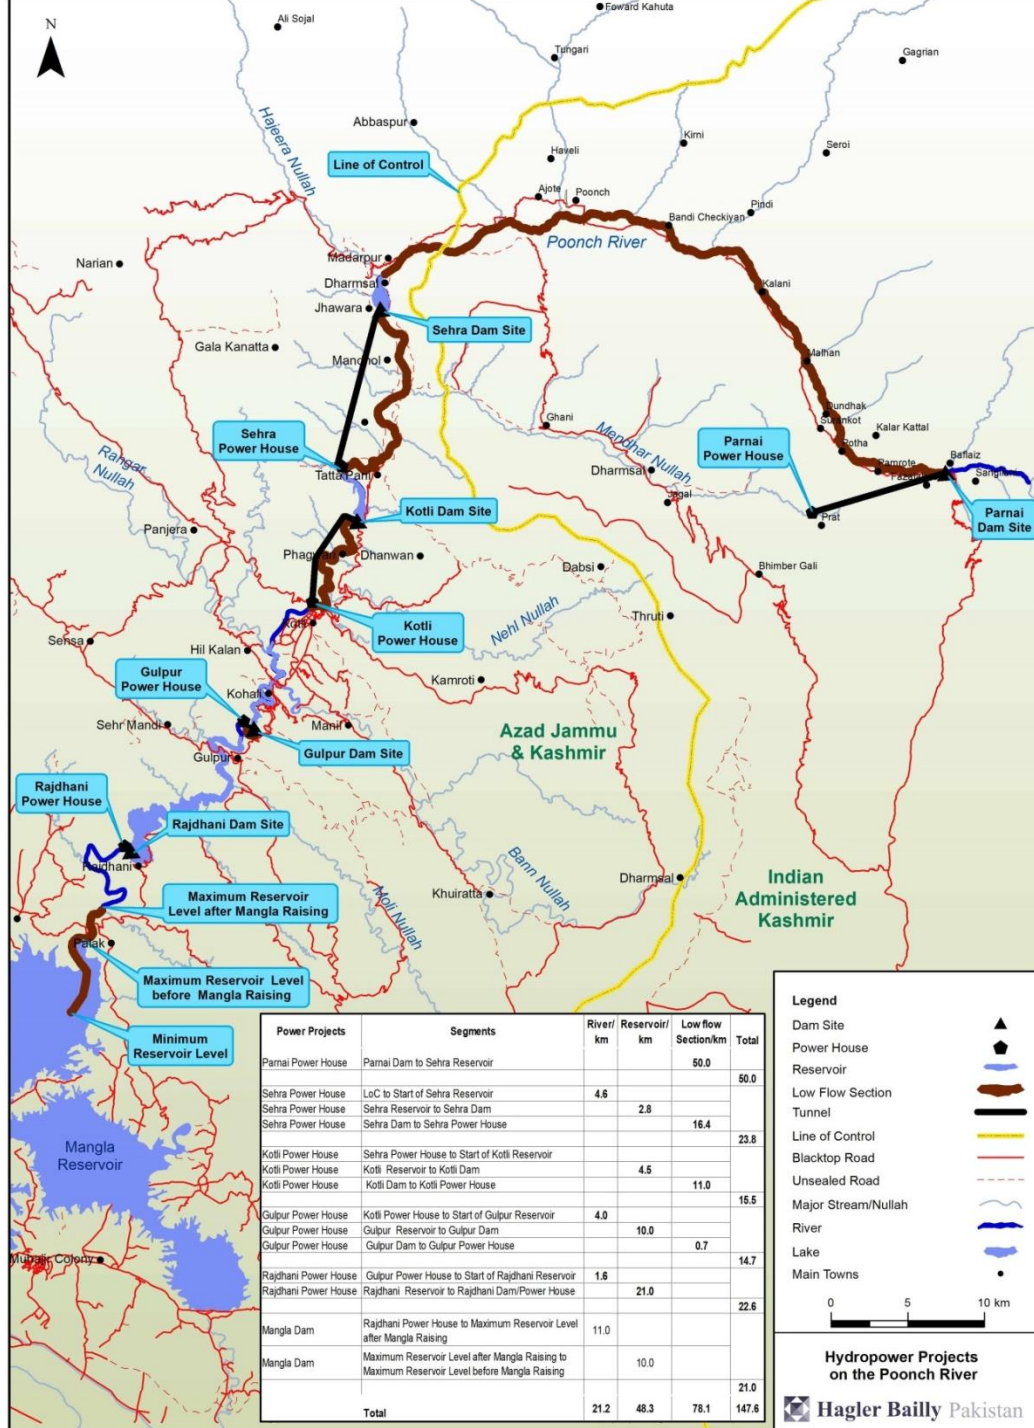 N
Ali Sojal
Foward Kahuta
Tungari
Gagrian
Hajeera Nullah
Abbaspur
Kirni
Haveli
Seroi
Line of Control
Ajote
Poonch
Pindi
Bandi Checkiyan
Poonch River
Madarpur
Narian
Dharmsal
Kalani
Jhawara
Sehra Dam Site
Gala Kanatta
Mandhol
Malhan
Sehra
Power House
Ghani
Dundhak
Surankot
Kalar Kattal
Mendhar Nullah
Parnai
Power House
Potha
Rangar
Nullah
Tatta Pani
Dharmsal
Pamrote
Bafliaz
Jagal
Kotli Dam Site
Parnai
Dam Site
Prat
Panjera
Phagwari
Dhanwan
Dabsi
Bhimber Gali
Nehl Nullah
Thruti
Kotli
Kotli
Power House
Sensa
Hil Kalan
Gulpur
Power House
Kamroti
Kohali
Sehr Mandi
Manil
Azad Jammu
& Kashmir
Gulpur Dam Site
Gulpur
Rajdhani
Power House
Rajdhani Dam Site
Rajdhani
Bann Nullah
Dharmsal
Indian
Administered
Kashmir
Maximum Reservoir
Level after Mangla Raising
Khuiratta
Moli Nullah
Palak
Maximum Reservoir Level
before Mangla Raising
Minimum
Reservoir Level
Mangla
Reservoir
Muhajir Colony
Power Projects Segments River/ km Reservoir/ km Low flow Section/km Total
Parnai Power House Parnai Dam to Sehra Reservoir 50.0
50.0
Sehra Power House LoC to Start of Sehra Reservoir 4.6
Sehra Power House Sehra Reservoir to Sehra Dam 2.8
Sehra Power House Sehra Dam to Sehra Power House 16.4
23.8
Kotli Power House Sehra Power House to Start of Kotli Reservoir
Kotli Power House Kotli Reservoir to Kotli Dam 4.5
Kotli Power House Kotli Dam to Kotli Power House 11.0
15.5
Gulpur Power House Kotli Power House to Start of Gulpur Reservoir 4.0
Gulpur Power House Gulpur Reservoir to Gulpur Dam 10.0
Gulpur Power House Gulpur Dam to Gulpur Power House 0.7
14.7
Rajdhani Power House Gulpur Power House to Start of Rajdhani Reservoir 1.6
Rajdhani Power House Rajdhani Reservoir to Rajdhani Dam/Power House 21.0
22.6
Mangla Dam Rajdhani Power House to Maximum Reservoir Level
after Mangla Raising 11.0
Mangla Dam Maximum Reservoir Level after Mangla Raising to
Maximum Reservoir Level before Mangla Raising 10.0
21.0
Total 21.2 48.3 78.1 147.6
Legend
Dam Site
Power House
Reservoir
Low Flow Section
Tunnel
Line of Control
Blacktop Road
Unsealed Road
Major Stream/Nullah
River
Lake
Main Towns
0 5 10 km
Hydropower Projects
on the Poonch River
Hagler Bailly Pakistan